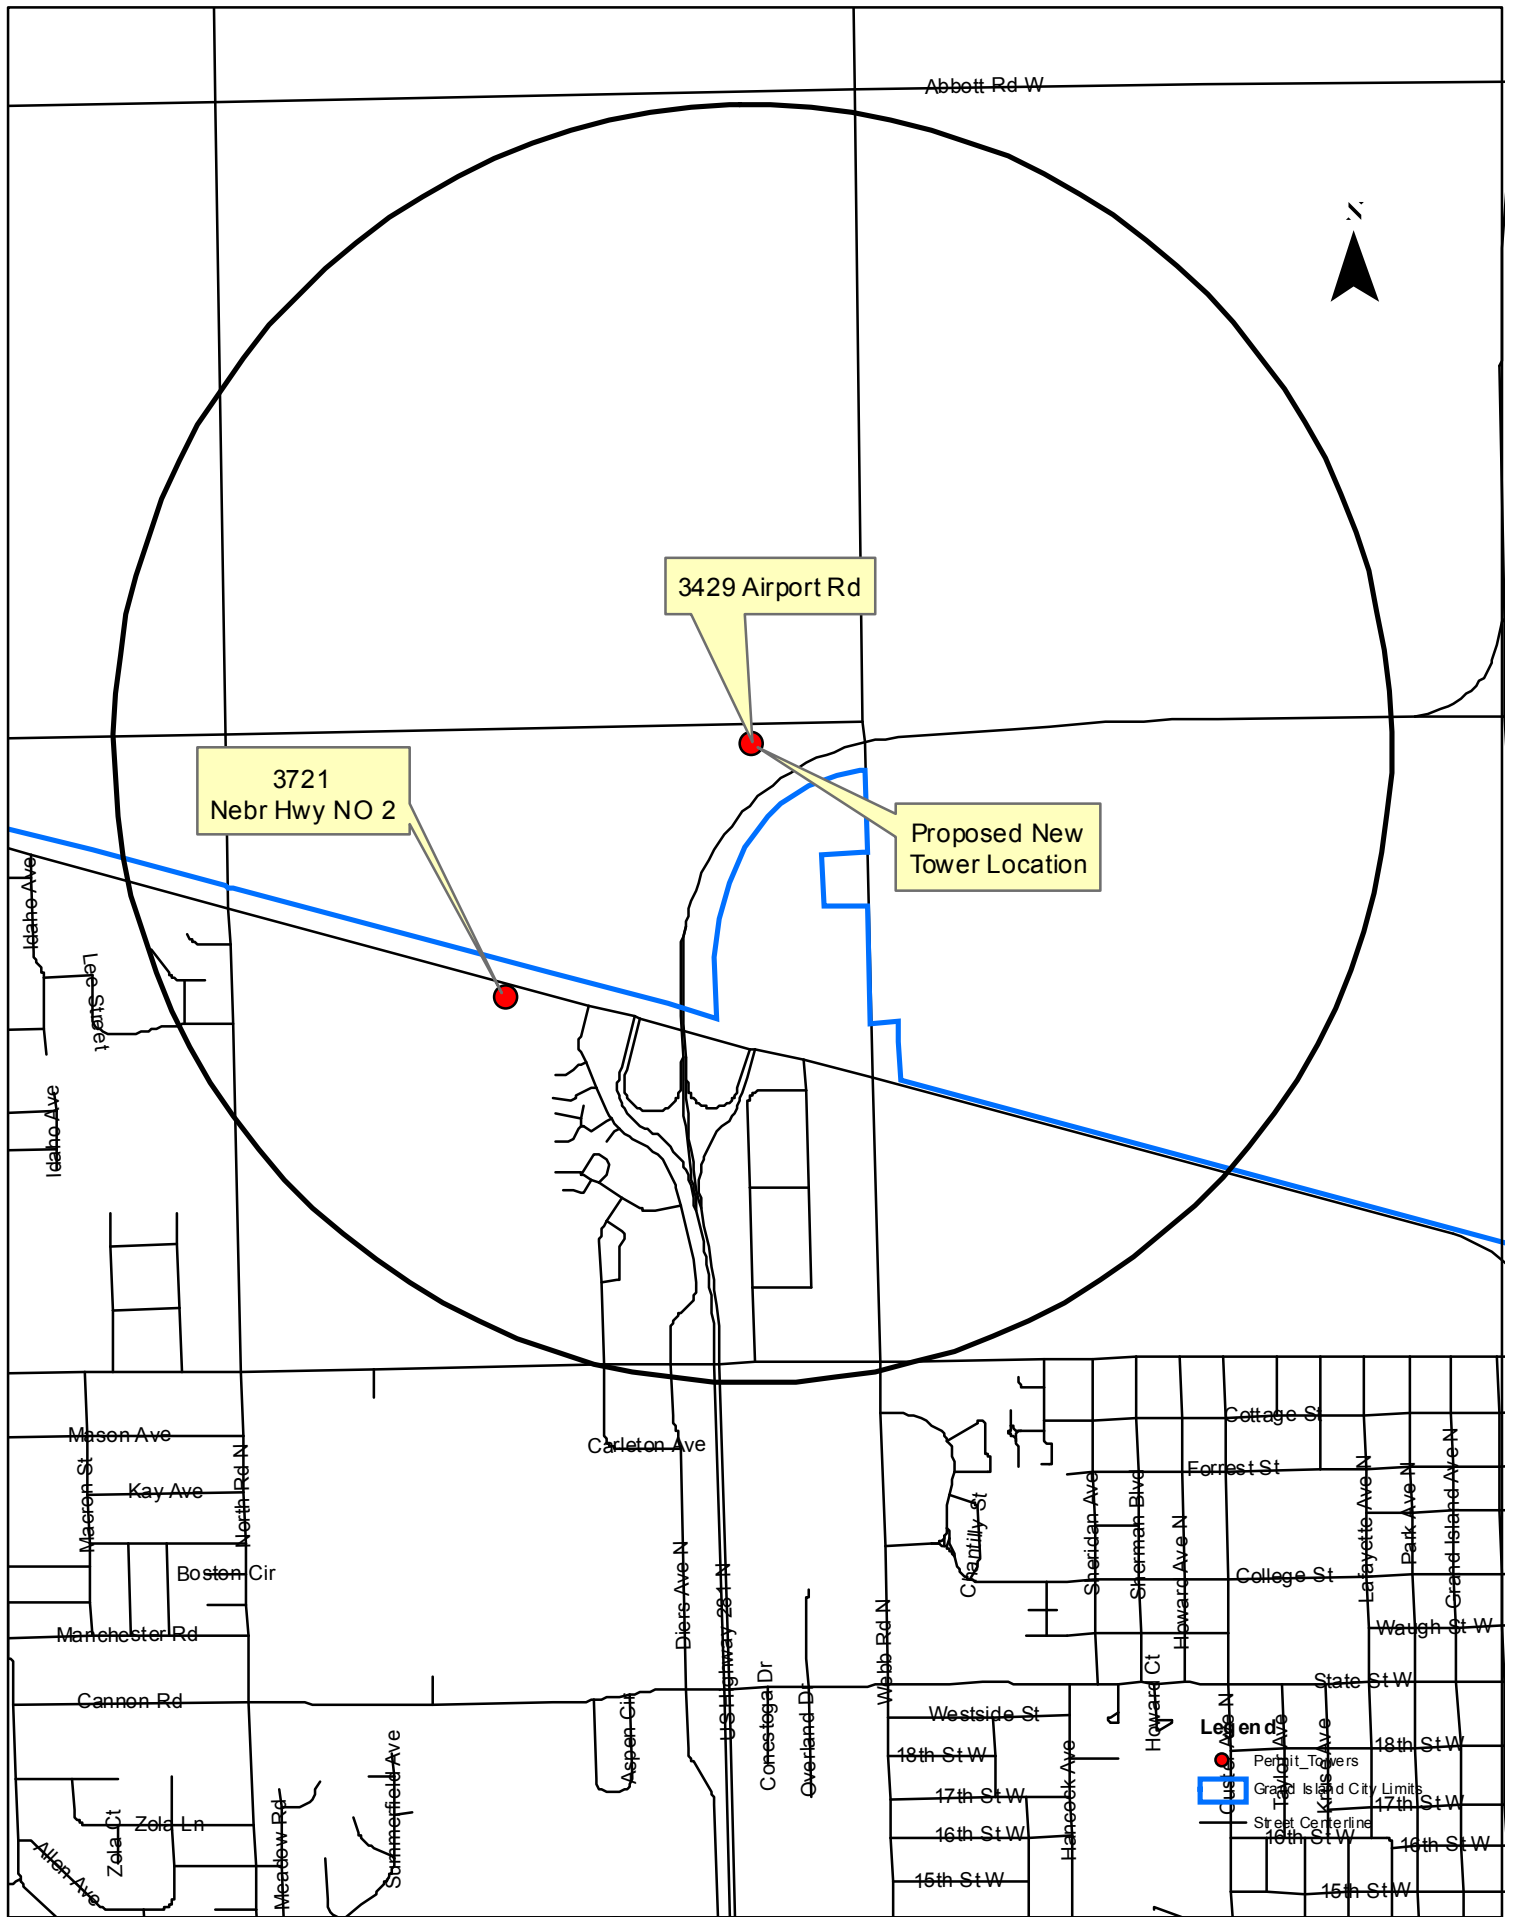 Abbott Rd W
N
3429 Airport Rd
3721
Nebr Hwy NO 2
Proposed New
Tower Location
Idaho Ave
Lee Street
Idaho Ave
Cottage St
Mason Ave
Carleton Ave
Macron St
North Rd N
Kay Ave
Forrest St
Chantilly St
Sheridan Ave
Sherman Blvd
Howard Ave N
Lafayette Ave N
Park Ave N
Grand Island Ave N
Boston Cir
College St
Manchester Rd
Diers Ave N
US Highway 281 N
Webb Rd N
Waugh St W
Cannon Rd
State St W
Aspen Cir
Conestoga Dr
Overland Dr
Westside St
Howard Ct
Custer Ave N
Taylor Ave
Kruse Ave
Summerfield Ave
18th St W
18th St W
17th St W
17th St W
Hancock Ave
Zola Ct
Zola Ln
Meadow Rd
16th St W
16th St W
16th St W
Allen Ave
15th St W
15th St W
Legend
Permit_Towers
Grand Island City Limits
Street Centerline